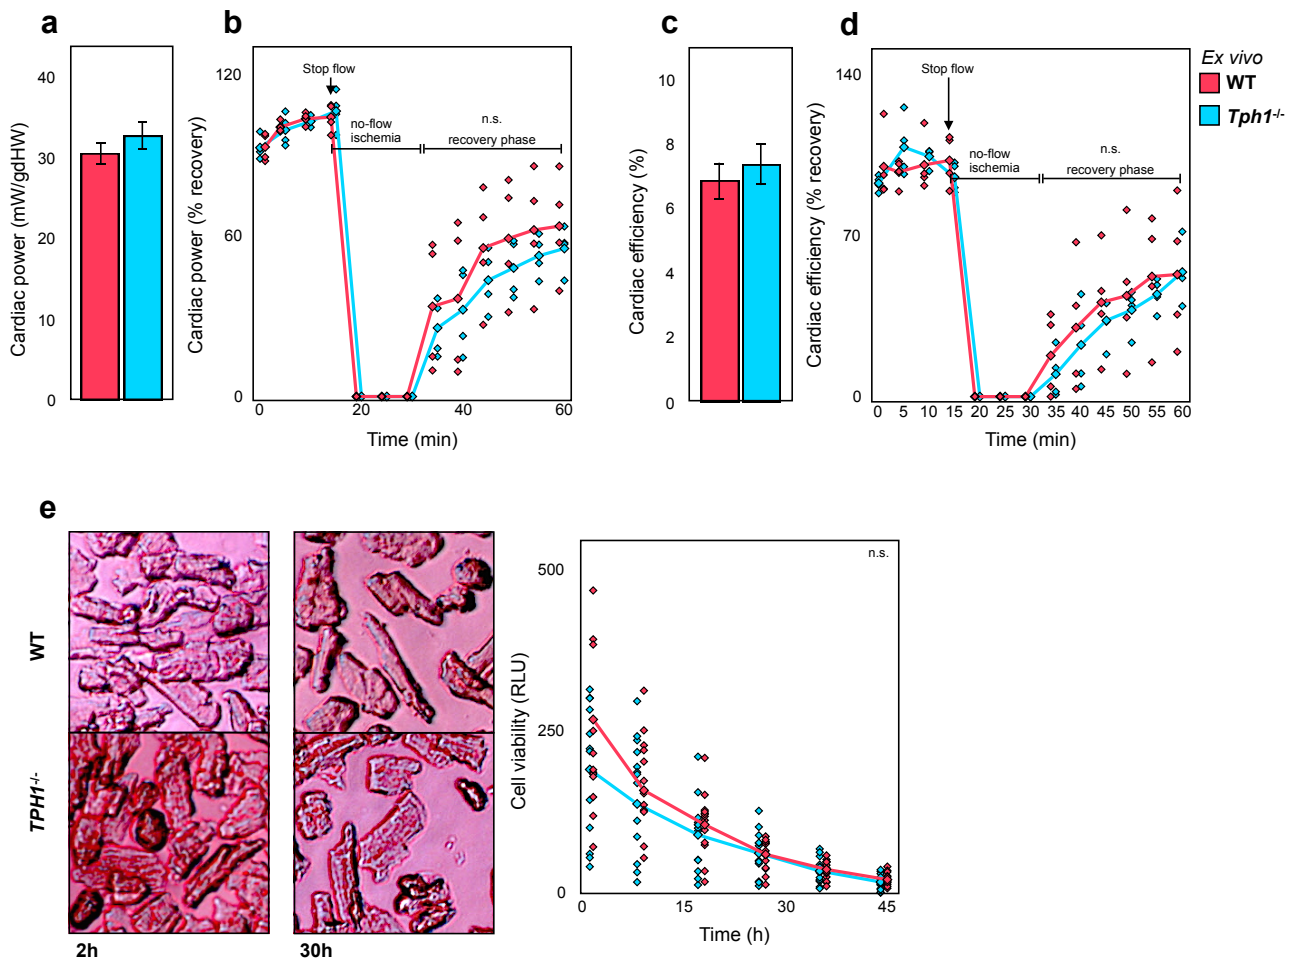 a
b
c
d
Cardiac power (mW/gdHW)
40
30
20
10
0
Cardiac power (% recovery)
120
60
0
Stop flow
no-flow
ischemia
n.s.
recovery phase
0 20 40 60
Time (min)
Cardiac efficiency (%)
10
8
6
4
2
0
Cardiac efficiency (% recovery)
140
70
0
Stop flow
no-flow
ischemia
n.s.
recovery phase
0 5 10 15 20 25 30 35 40 45 50 55 60
Time (min)
Ex vivo
WT
Tph1-/-
e
WT
TPH1-/-
2h
30h
Cell viability (RLU)
500
250
0
n.s.
0 15 30 45
Time (h)